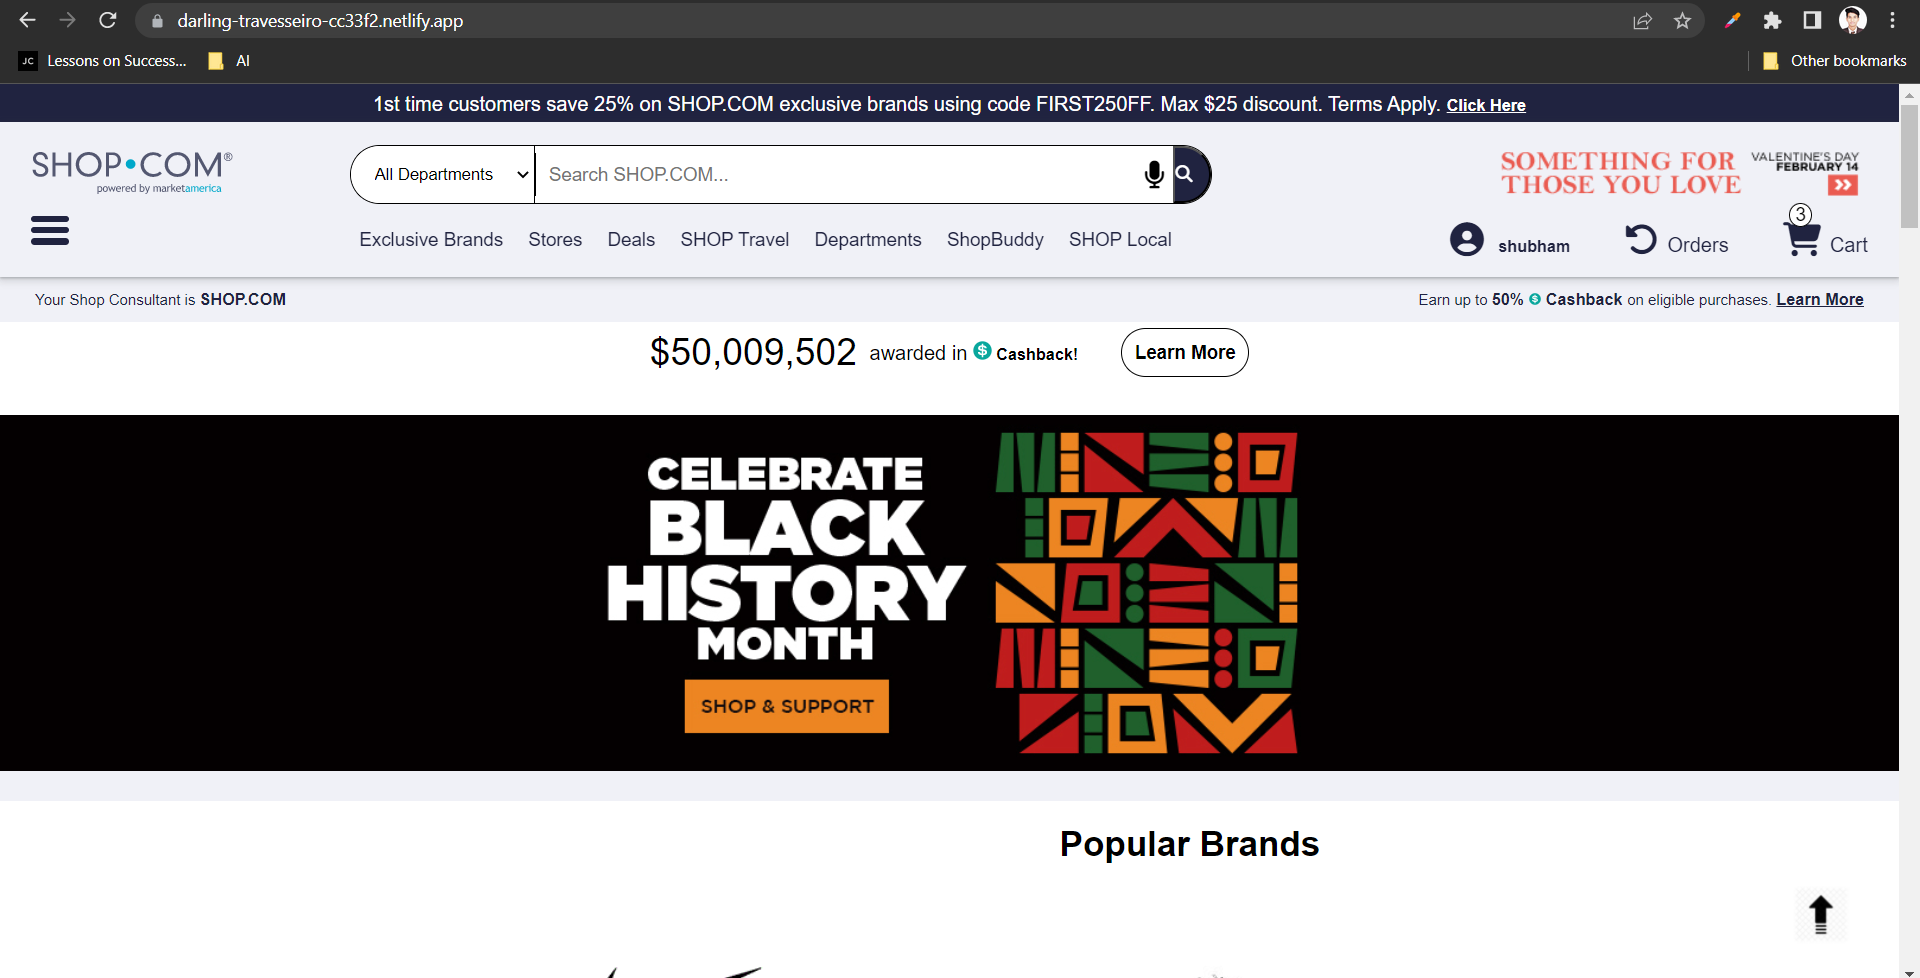 darling-travesseiro-cc33f2.netlify.app
JC Lessons on Success... AI Other bookmarks
1st time customers save 25% on SHOP.COM exclusive brands using code FIRST250FF. Max $25 discount. Terms Apply. Click Here
SHOP•COM®
powered by marketamerica
All Departments
Search SHOP.COM...
SOMETHING FOR
THOSE YOU LOVE
VALENTINE'S DAY
FEBRUARY 14
Exclusive Brands Stores Deals SHOP Travel Departments ShopBuddy SHOP Local
shubham
Orders
3
Cart
Your Shop Consultant is SHOP.COM
Earn up to 50% $ Cashback on eligible purchases. Learn More
$50,009,502 awarded in $ Cashback!
Learn More
CELEBRATE
BLACK
HISTORY
MONTH
SHOP & SUPPORT
Popular Brands